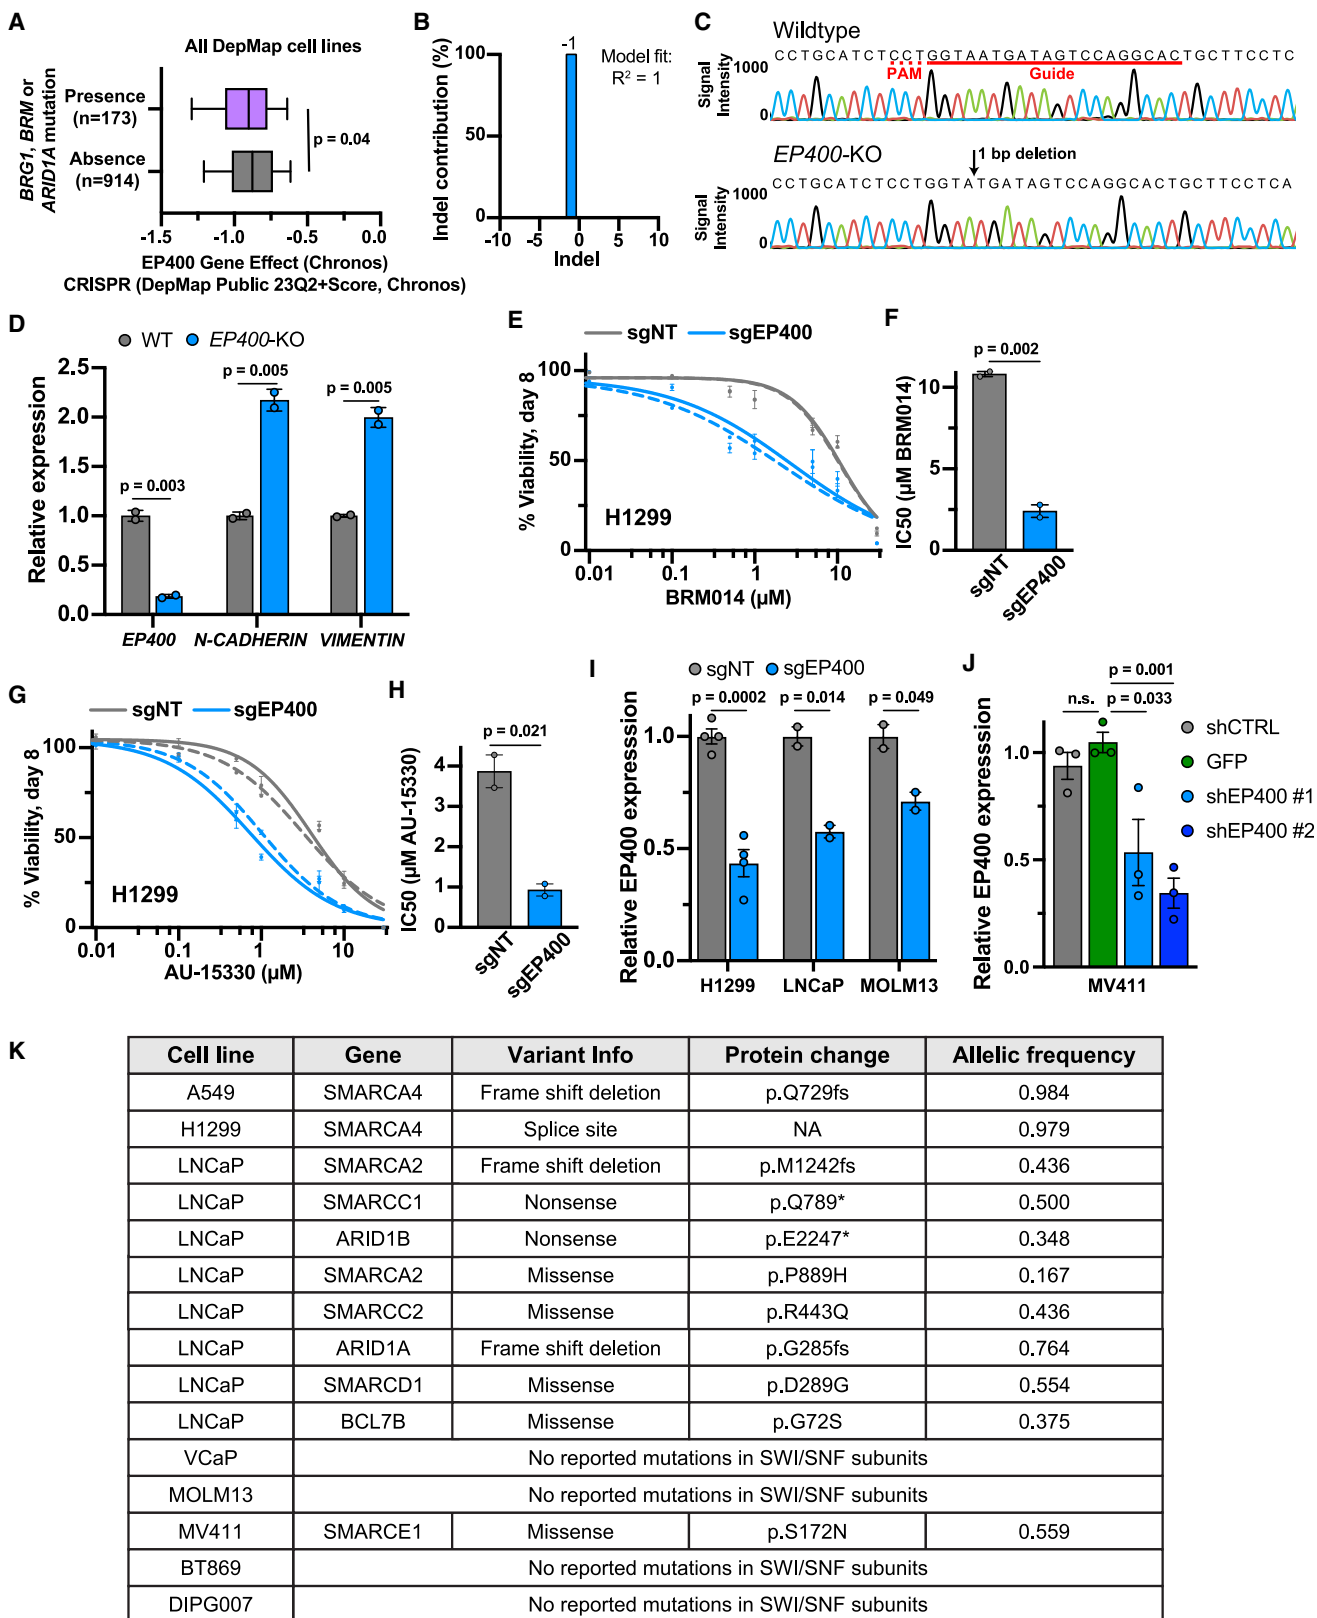 A
All DepMap cell lines
BRG1, BRM or
ARID1A mutation
Presence
(n=173)
Absence
(n=914)
p = 0.04
-1.5 -1.0 -0.5 0.0
EP400 Gene Effect (Chronos)
CRISPR (DepMap Public 23Q2+Score, Chronos)
B
Indel contribution (%)
100
50
0
-1
Model fit:
R² = 1
-10 -5 0 5 10
Indel
C
Wildtype
CCTGCATCTCCTGGTAATGATAGTCCAGGCACTGCTTCCTC
PAM Guide
Signal
Intensity
1000
0
EP400-KO
1 bp deletion
CCTGCATCTCCTGGTATGATAGTCCAGGCACTGCTTCCTCA
Signal
Intensity
1000
0
D
WT EP400-KO
Relative expression
2.5
2.0
1.5
1.0
0.5
0.0
p = 0.003
p = 0.005
p = 0.005
EP400 N-CADHERIN VIMENTIN
E
sgNT sgEP400
% Viability, day 8
100
50
0
H1299
0.01 0.1 1 10
BRM014 (µM)
F
p = 0.002
IC50 (µM BRM014)
10
5
0
sgNT
sgEP400
G
sgNT sgEP400
% Viability, day 8
100
50
0
H1299
0.01 0.1 1 10
AU-15330 (µM)
H
p = 0.021
IC50 (µM AU-15330)
4
3
2
1
0
sgNT
sgEP400
I
sgNT sgEP400
Relative EP400 expresssion
p = 0.0002 p = 0.014 p = 0.049
1.0
0.5
0.0
H1299 LNCaP MOLM13
J
p = 0.001
n.s. p = 0.033
Relative EP400 expresssion
1.0
0.5
1.0
MV411
shCTRL
GFP
shEP400 #1
shEP400 #2
K
Cell line Gene Variant Info Protein change Allelic frequency
A549 SMARCA4 Frame shift deletion p.Q729fs 0.984
H1299 SMARCA4 Splice site NA 0.979
LNCaP SMARCA2 Frame shift deletion p.M1242fs 0.436
LNCaP SMARCC1 Nonsense p.Q789* 0.500
LNCaP ARID1B Nonsense p.E2247* 0.348
LNCaP SMARCA2 Missense p.P889H 0.167
LNCaP SMARCC2 Missense p.R443Q 0.436
LNCaP ARID1A Frame shift deletion p.G285fs 0.764
LNCaP SMARCD1 Missense p.D289G 0.554
LNCaP BCL7B Missense p.G72S 0.375
VCaP No reported mutations in SWI/SNF subunits
MOLM13 No reported mutations in SWI/SNF subunits
MV411 SMARCE1 Missense p.S172N 0.559
BT869 No reported mutations in SWI/SNF subunits
DIPG007 No reported mutations in SWI/SNF subunits